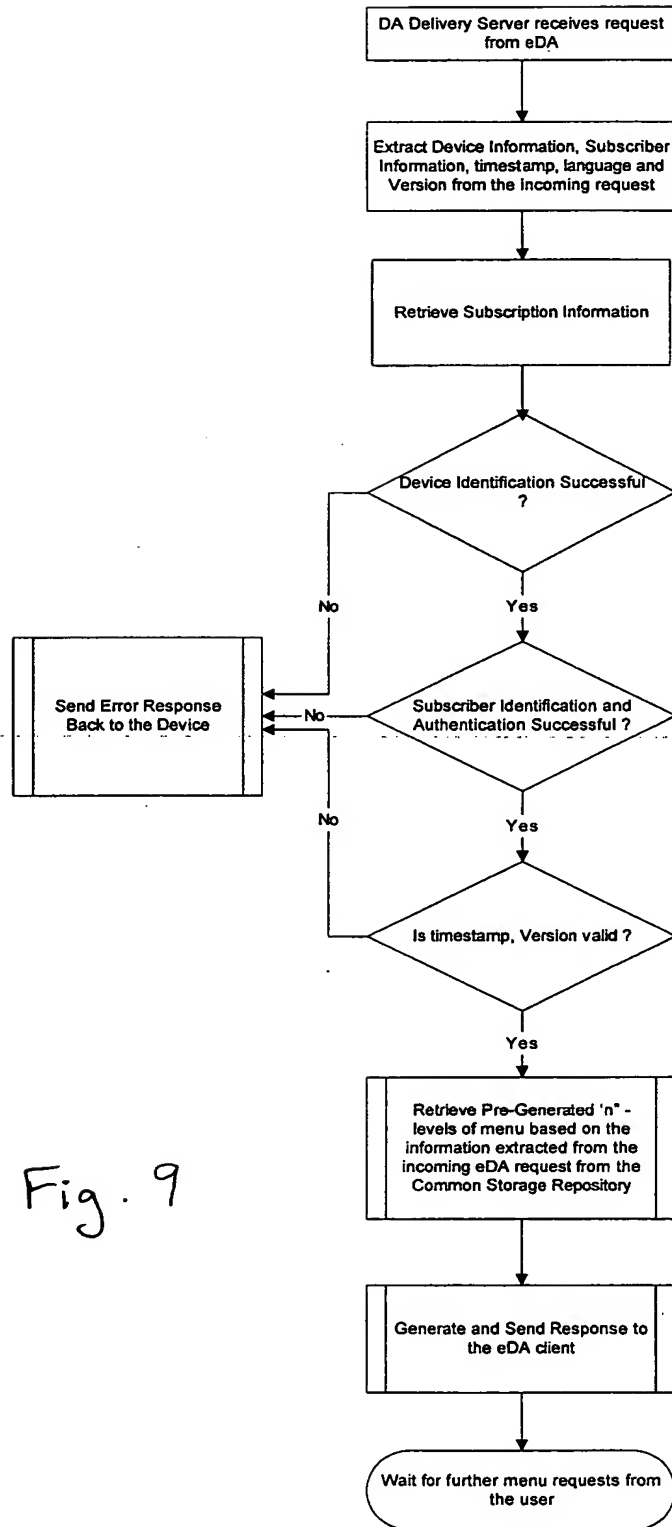 DA Delivery Server receives request
from eDA
Extract Device Information, Subscriber
Information, timestamp, language and
Version from the incoming request
Retrieve Subscription Information
Device Identification Successful
?
No
Yes
Send Error Response
Back to the Device
No
Subscriber Identification and
Authentication Successful ?
No
Yes
Is timestamp, Version valid ?
Yes
Retrieve Pre-Generated 'n" -
levels of menu based on the
information extracted from the
incoming eDA request from the
Common Storage Repository
Fig. 9
Generate and Send Response to
the eDA client
Wait for further menu requests from
the user